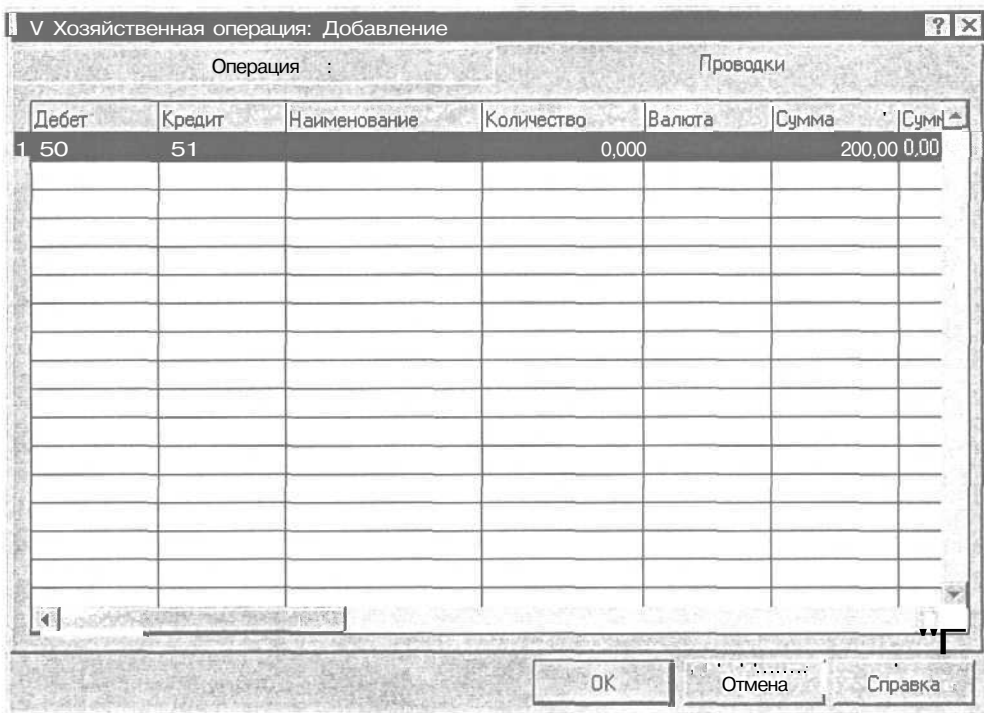 V Хозяйственная операция: Добавление ? X
Операция : Проводки
Дебет Кредит Наименование Количество Валюта Сумма Сумм
1 50 51 0,000 200,00 0,00
OK Отмена Справка